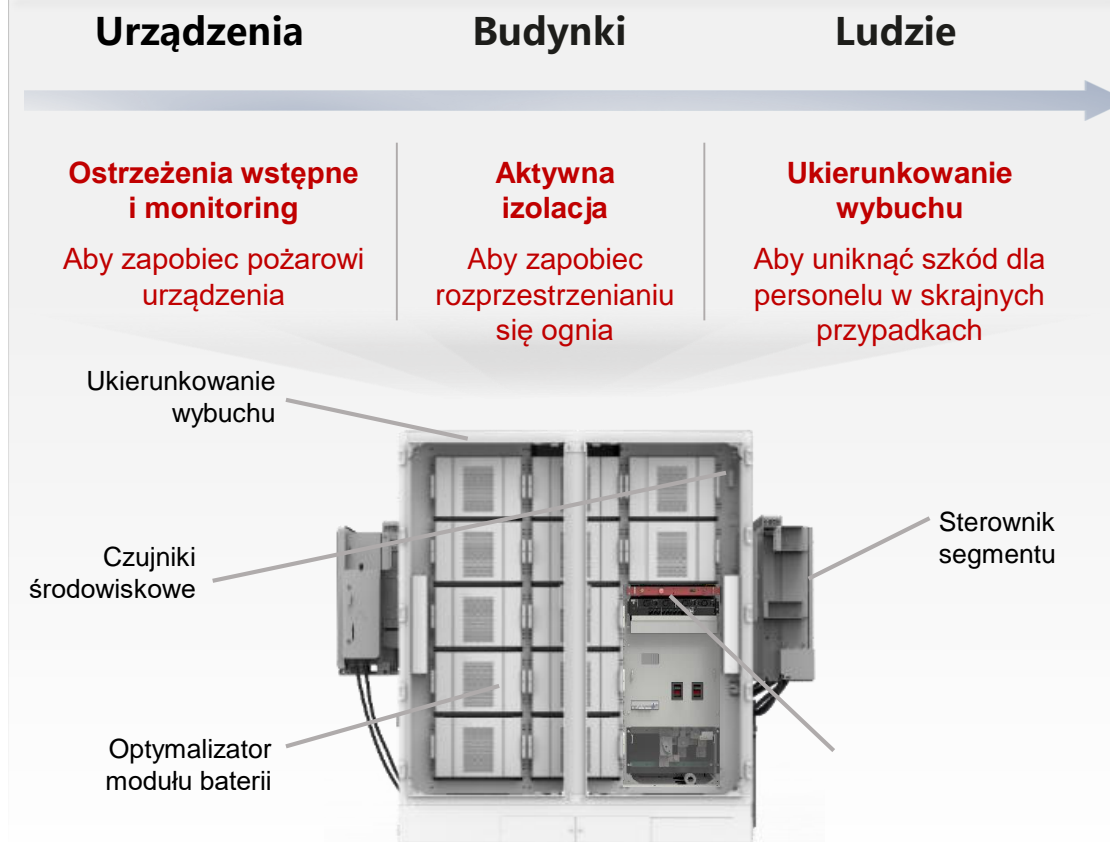 Urządzenia
Budynki
Ludzie
Ostrzeżenia wstępne
i monitoring
Aby zapobiec pożarowi
urządzenia
Aktywna
izolacja
Aby zapobiec
rozprzestrzenianiu
się ognia
Ukierunkowanie
wybuchu
Aby uniknąć szkód dla
personelu w skrajnych
przypadkach
Ukierunkowanie
wybuchu
Czujniki
środowiskowe
Sterownik
segmentu
Optymalizator
modułu baterii